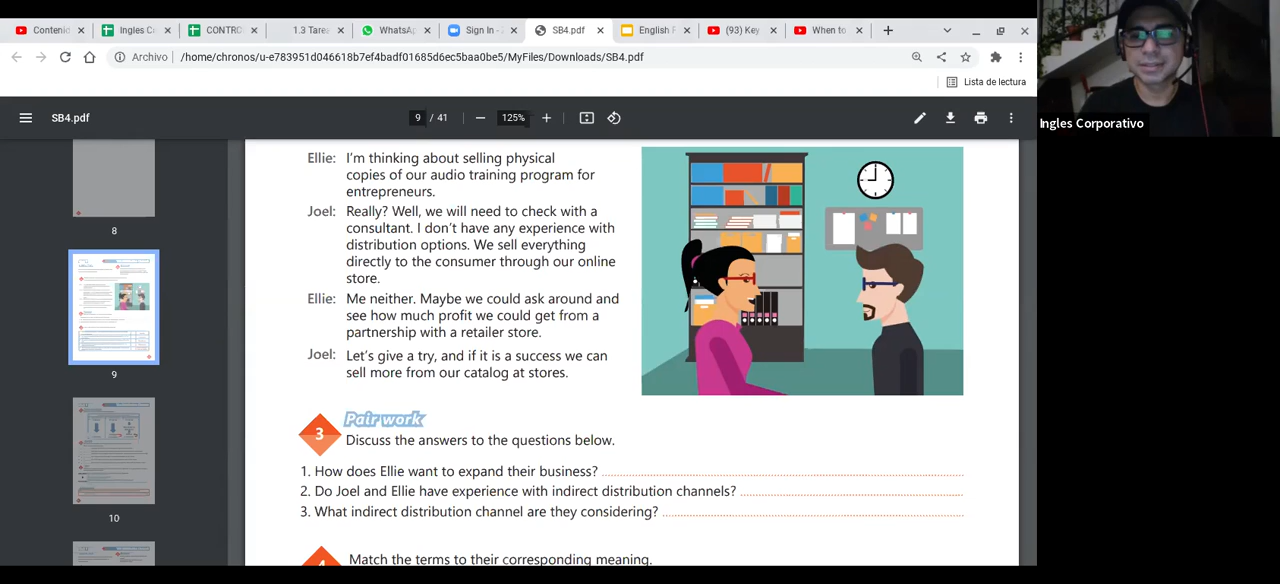 Contenid
Ingles C
CONTRO
1.3 Tarea
WhatsAp
Sign In - Z
SB4.pdf
English F
(93) Key
When to
Archivo
/home/chronos/u-e783951d046618b7ef4badf01685d6ec5baa0be5/MyFiles/Downloads/SB4.pdf
Lista de lectura
Ingles Corporativo
SB4.pdf
9 / 41
125%
8
9
10
Ellie: I'm thinking about selling physical
copies of our audio training program for
entrepreneurs.
Joel: Really? Well, we will need to check with a
consultant. I don't have any experience with
distribution options. We sell everything
directly to the consumer through our online
store.
Ellie: Me neither. Maybe we could ask around and
see how much profit we could get from a
partnership with a retailer store.
Joel: Let's give a try, and if it is a success we can
sell more from our catalog at stores.
3
Pair work
Discuss the answers to the questions below.
1. How does Ellie want to expand their business?
2. Do Joel and Ellie have experience with indirect distribution channels?
3. What indirect distribution channel are they considering?
Match the terms to their corresponding meaning.